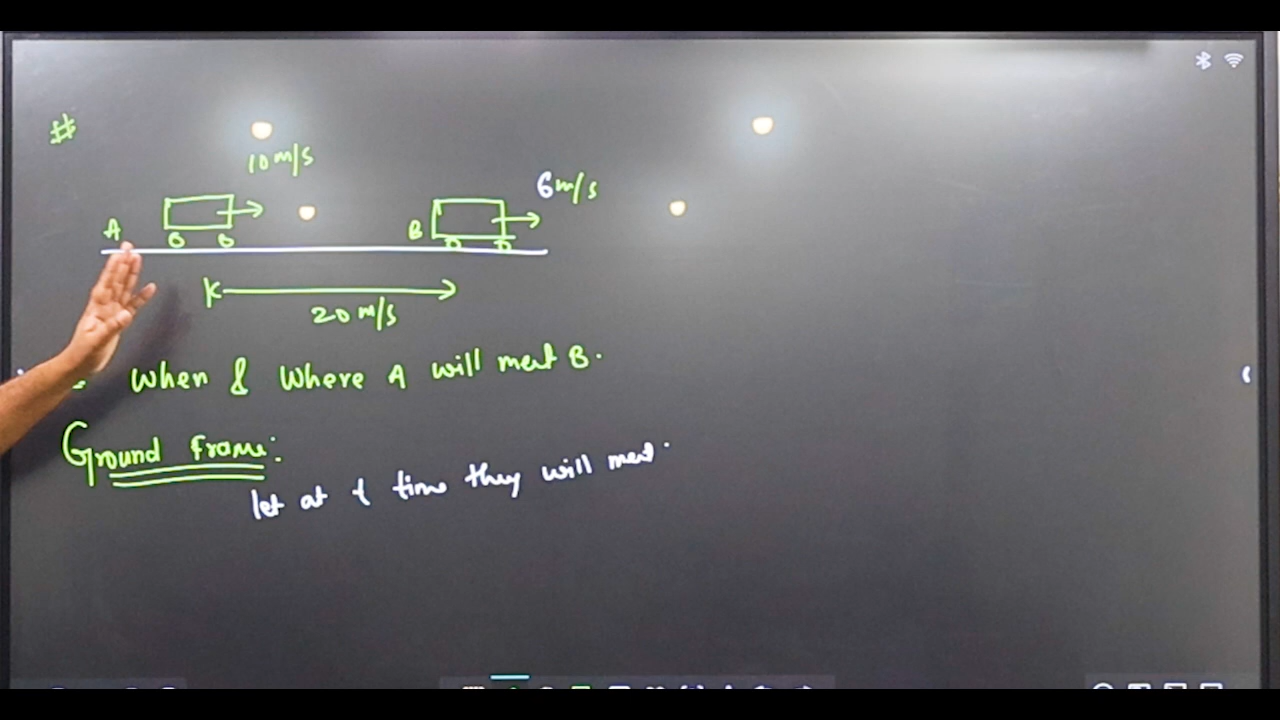 #
10 m/s
6 m/s
A
B
20 m/s
When & Where A will meet B.
Ground frame:
let at t time they will meet.